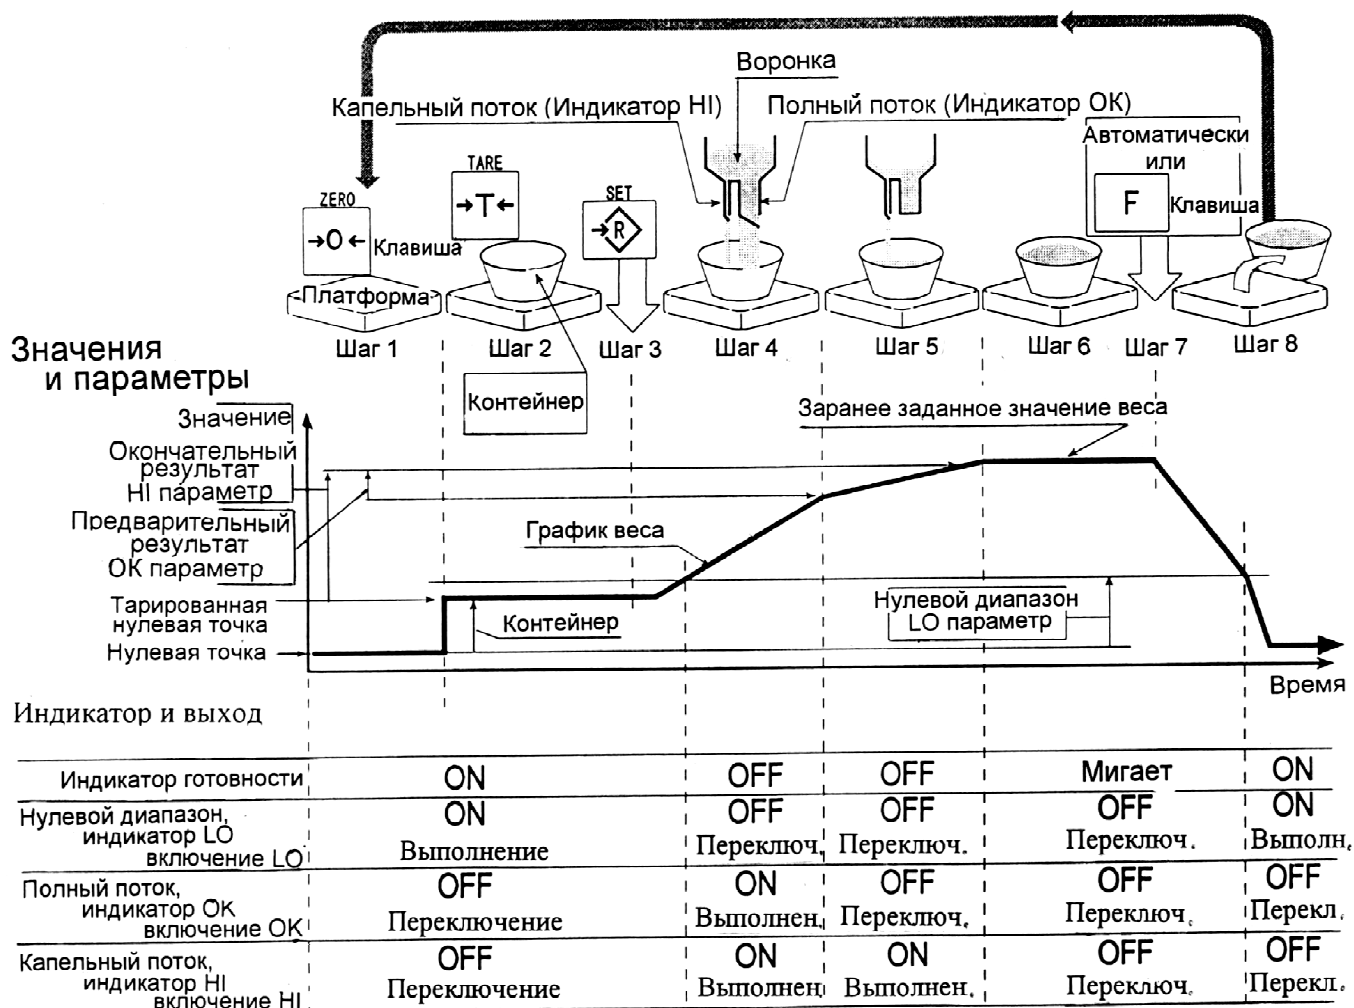 Воронка
Капельный поток (Индикатор HI)
Полный поток (Индикатор ОК)
Автоматически
или
F
Клавиша
TARE
→T←
SET
→R
ZERO
→0←
Клавиша
Платформа
Шаг 1
Шаг 2
Шаг 3
Шаг 4
Шаг 5
Шаг 6
Шаг 7
Шаг 8
Контейнер
Значения
и параметры
Значение
Окончательный
результат
HI параметр
Предварительный
результат
ОК параметр
Тарированная
нулевая точка
Нулевая точка
Заранее заданное значение веса
График веса
Контейнер
Нулевой диапазон
LO параметр
Время
Индикатор и выход
Индикатор готовности
ON
OFF
OFF
Мигает
ON
Нулевой диапазон,
индикатор LO
включение LO
ON
OFF
OFF
OFF
ON
Выполнение
Переключ.
Переключ.
Переключ.
Выполн.
Полный поток,
индикатор ОК
включение ОК
OFF
ON
OFF
OFF
OFF
Переключение
Выполнен.
Переключ.
Переключ.
Перекл.
Капельный поток,
индикатор HI
включение HI
OFF
ON
ON
OFF
OFF
Переключение
Выполнен
Выполнен.
Переключ.
Перекл.